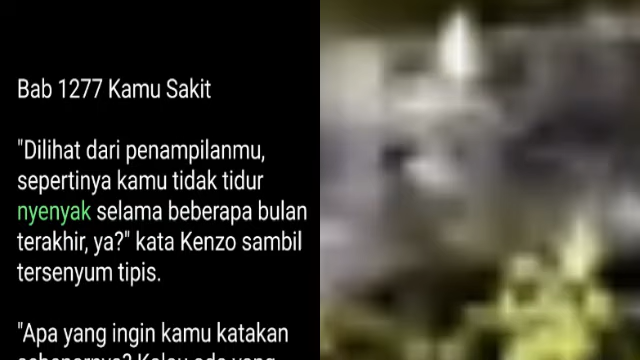 Bab 1277 Kamu Sakit
"Dilihat dari penampilanmu,
sepertinya kamu tidak tidur
nyenyak selama beberapa bulan
terakhir, ya?" kata Kenzo sambil
tersenyum tipis.
"Apa yang ingin kamu katakan